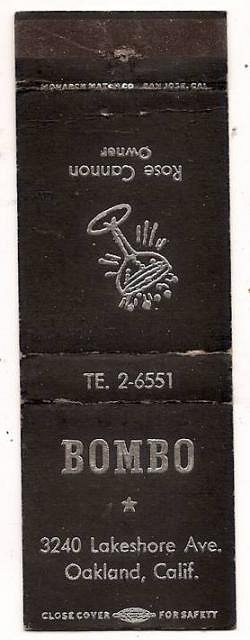 MONARCH MATCH CO. SAN JOSE, CAL.
Rose Cannon
Owner
TE. 2-6551
BOMBO
3240 Lakeshore Ave.
Oakland, Calif.
CLOSE COVER FOR SAFETY